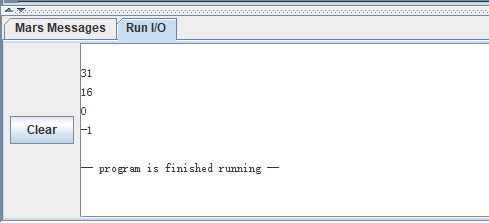 Mars Messages Run I/O
31
16
0
-1
Clear
-- program is finished running --